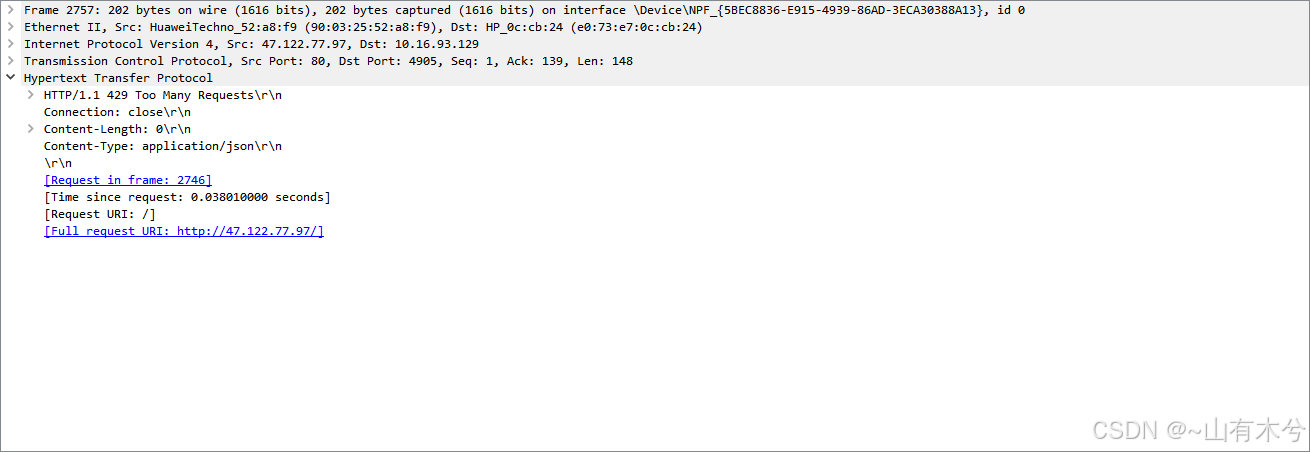 Frame 2757: 202 bytes on wire (1616 bits), 202 bytes captured (1616 bits) on interface \Device\NPF_{5BEC8836-E915-4939-86AD-3ECA30388A13}, id 0
Ethernet II, Src: HuaweiTechno_52:a8:f9 (90:03:25:52:a8:f9), Dst: HP_0c:cb:24 (e0:73:e7:0c:cb:24)
Internet Protocol Version 4, Src: 47.122.77.97, Dst: 10.16.93.129
Transmission Control Protocol, Src Port: 80, Dst Port: 4905, Seq: 1, Ack: 139, Len: 148
Hypertext Transfer Protocol
HTTP/1.1 429 Too Many Requests\r\n
Connection: close\r\n
Content-Length: 0\r\n
Content-Type: application/json\r\n
\r\n
[Request in frame: 2746]
[Time since request: 0.038010000 seconds]
[Request URI: /]
[Full request URI: http://47.122.77.97/]
CSDN @~山有木兮